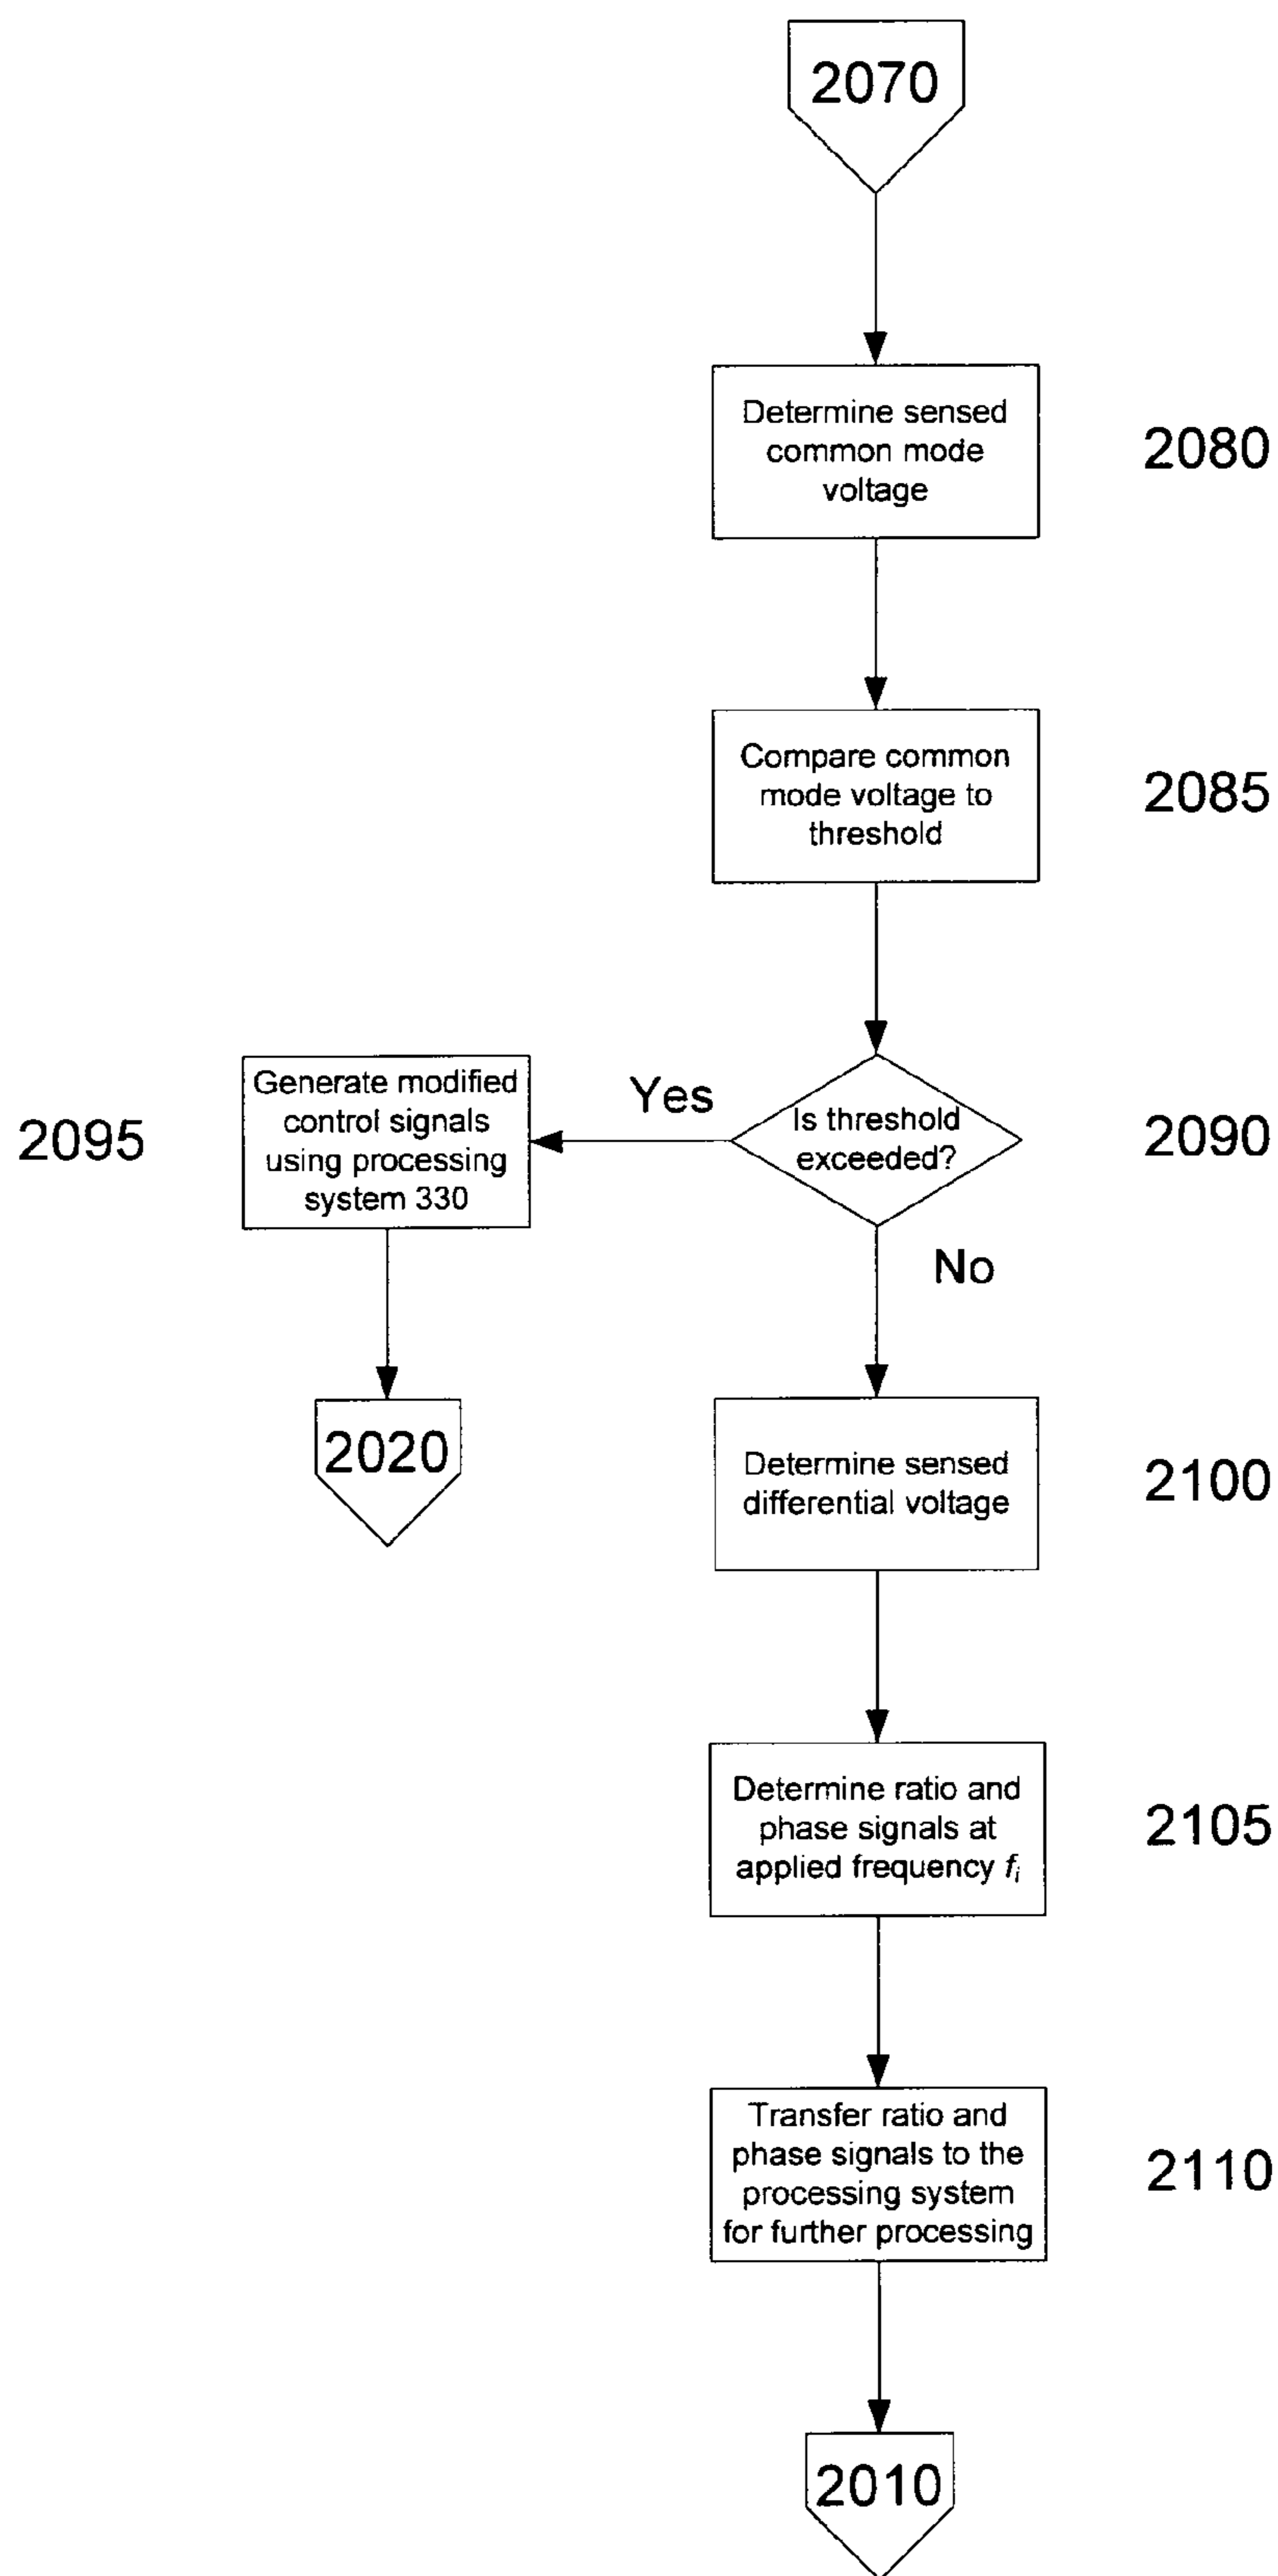 2070
Determine sensed
common mode
voltage
2080
Compare common
mode voltage to
threshold
2085
Is threshold
exceeded?
2090
Yes
Generate modified
control signals
using processing
system 330
2095
2020
No
Determine sensed
differential voltage
2100
Determine ratio and
phase signals at
applied frequency fi
2105
Transfer ratio and
phase signals to the
processing system
for further processing
2110
2010